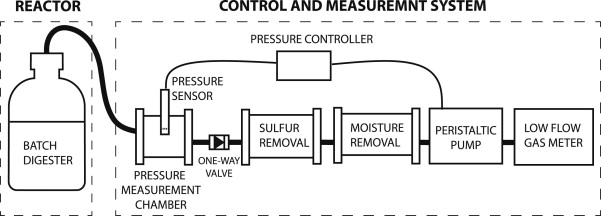 REACTOR
CONTROL AND MEASUREMNT SYSTEM
PRESSURE CONTROLLER
PRESSURE
SENSOR
BATCH
DIGESTER
SULFUR
REMOVAL
MOISTURE
REMOVAL
PERISTALTIC
PUMP
LOW FLOW
GAS METER
ONE-WAY
VALVE
PRESSURE
MEASUREMENT
CHAMBER